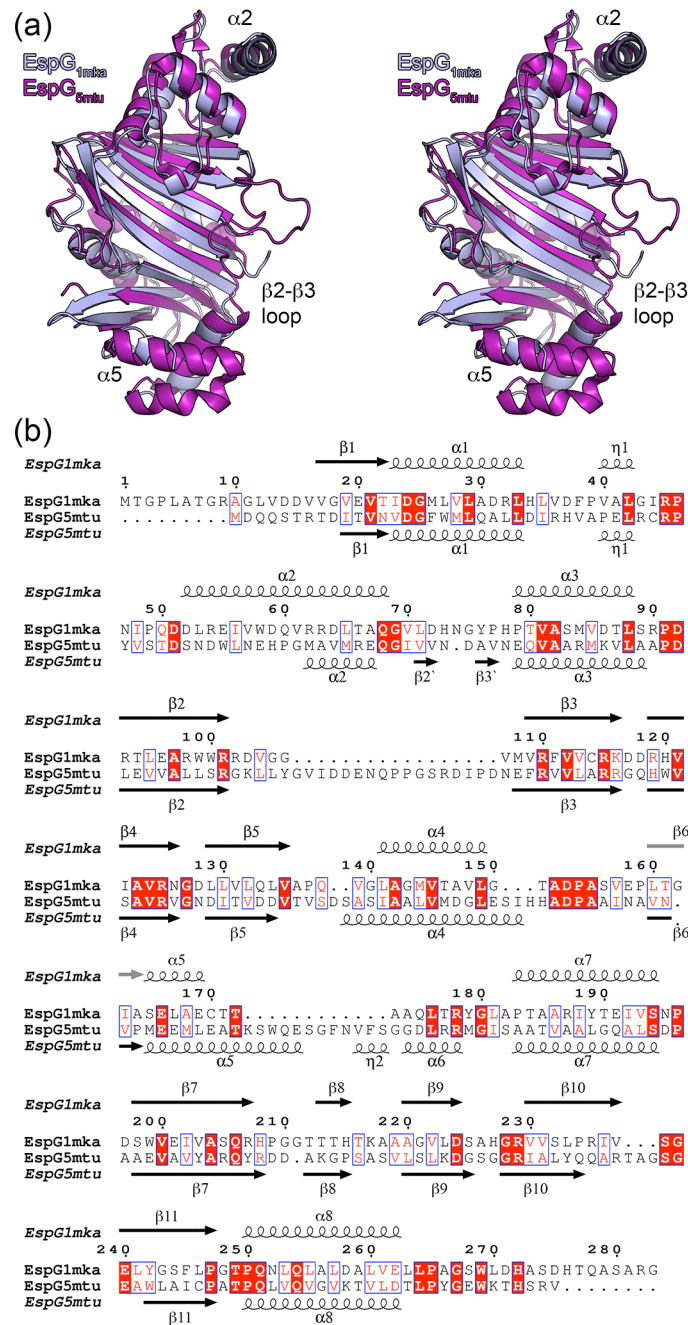 (a)
α2
α2
EspG1mka
EspG5mtu
EspG1mka
EspG5mtu
β2-β3
loop
β2-β3
loop
α5
α5
(b)
EspG1mka β1 α1 η1
1 10 20 30 40
EspG1mka MTGPLATGRAGLVDDVVGVEVTIDGMLVLADRLHLVDFPVALGIRP
EspG5mtu .........MDQQSTRTDITVNVDGFWMLQALLDIRHVAPELRCRP
EspG5mtu β1 α1 η1
EspG1mka α2 α3
50 60 70 80 90
EspG1mka NIPQDDLREIVWDQVRRDLTAQGVLDHNGYPHPTVASMVDTLSRPD
EspG5mtu YVSTDSNDWLNEHPGMAVMREQGIVVN.DAVNEQVAARMKVLAAPD
EspG5mtu α2 β2` β3` α3
EspG1mka β2 β3
100 110 120
EspG1mka RTLEARWWRRDVGG.................VMVRFVVCRKDDRHV
EspG5mtu LEVVALLSRGKLLYGVIDDENQPPGSRDIPDNEFRVVLARRGQHWV
EspG5mtu β2 β3
EspG1mka β4 β5 α4 β6
130 140 150 160
EspG1mka IAVRNGDLLVLQLVAPQ..VGLAGMVTAVLG...TADPASVEPLTG
EspG5mtu SAVRVGNDITVDDVTVSDSASIAALVMDGLESIHHADPAAINAVN.
EspG5mtu β4 β5 α4 β6
EspG1mka α5 α7
170 180 190
EspG1mka IASELAECTT............AAQLTRYGLAPTAARIYTEIVSNP
EspG5mtu VPMEEMLEATKSWQESGFNVFSGGDLRRMGISAATVAALGQALSDP
EspG5mtu α5 η2 α6 α7
EspG1mka β7 β8 β9 β10
200 210 220 230
EspG1mka DSWVEIVASQRHPGGTTTHTKAAAGVLDSAHGRVVSLPRIV...SG
EspG5mtu AAEVAVYARQYRDD.AKGPSASVLSLKDGSGGRIALYQQARTAGSG
EspG5mtu β7 β8 β9 β10
EspG1mka β11 α8
240 250 260 270 280
EspG1mka ELYGSFLPGTPQNLQLALDALVELLPAGSWLDHASDHTQASARG
EspG5mtu EAWLAICPATPQLVQVGVKTVLDTLPYGEWKTHSRV........
EspG5mtu β11 α8